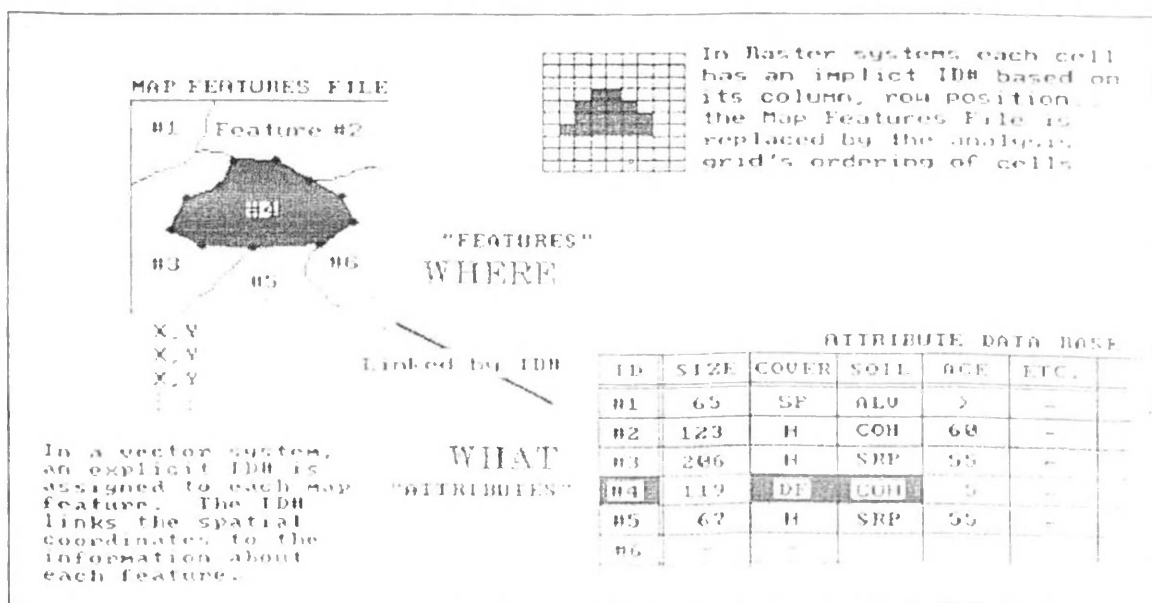 MAP FEATURES FILE
#1 Feature #2
#4
#3
#5
#6
X,Y
X,Y
X,Y
In a vector system,
an explicit ID# is
assigned to each map
feature. The ID#
links the spatial
coordinates to the
information about
each feature.
In Raster systems each cell
has an implict ID# based on
its column, row position...
the Map Features File is
replaced by the analysis
grid's ordering of cells
"FEATURES"
WHERE
Linked by ID#
WHAT
"ATTRIBUTES"
ATTRIBUTE DATA BASE
ID SIZE COVER SOIL AGE ETC.
#1 65 SF ALU -
#2 123 H COH 60 -
#3 206 H SRP 55 -
#4 119 DF COH 5 -
#5 67 H SRP 55 -
#6 - -